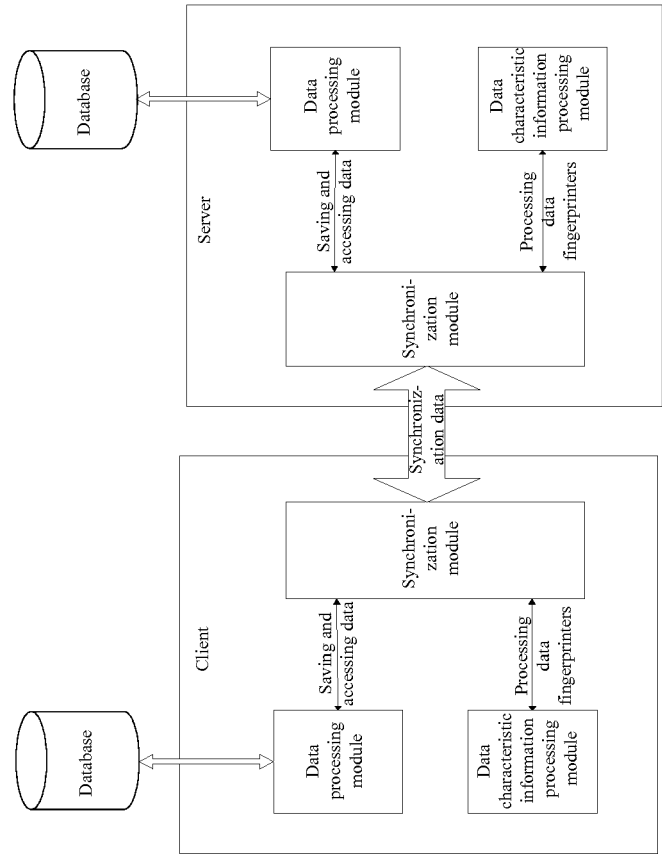 Database
Database
Client
Server
Data
processing
module
Saving and
accessing data
Synchroni-
zation
module
Synchroniz-
ation data
Synchroni-
zation
module
Saving and
accessing data
Data
processing
module
Data
characteristic
information
processing
module
Processing
data
fingerprinters
Processing
data
fingerprinters
Data
characteristic
information
processing
module